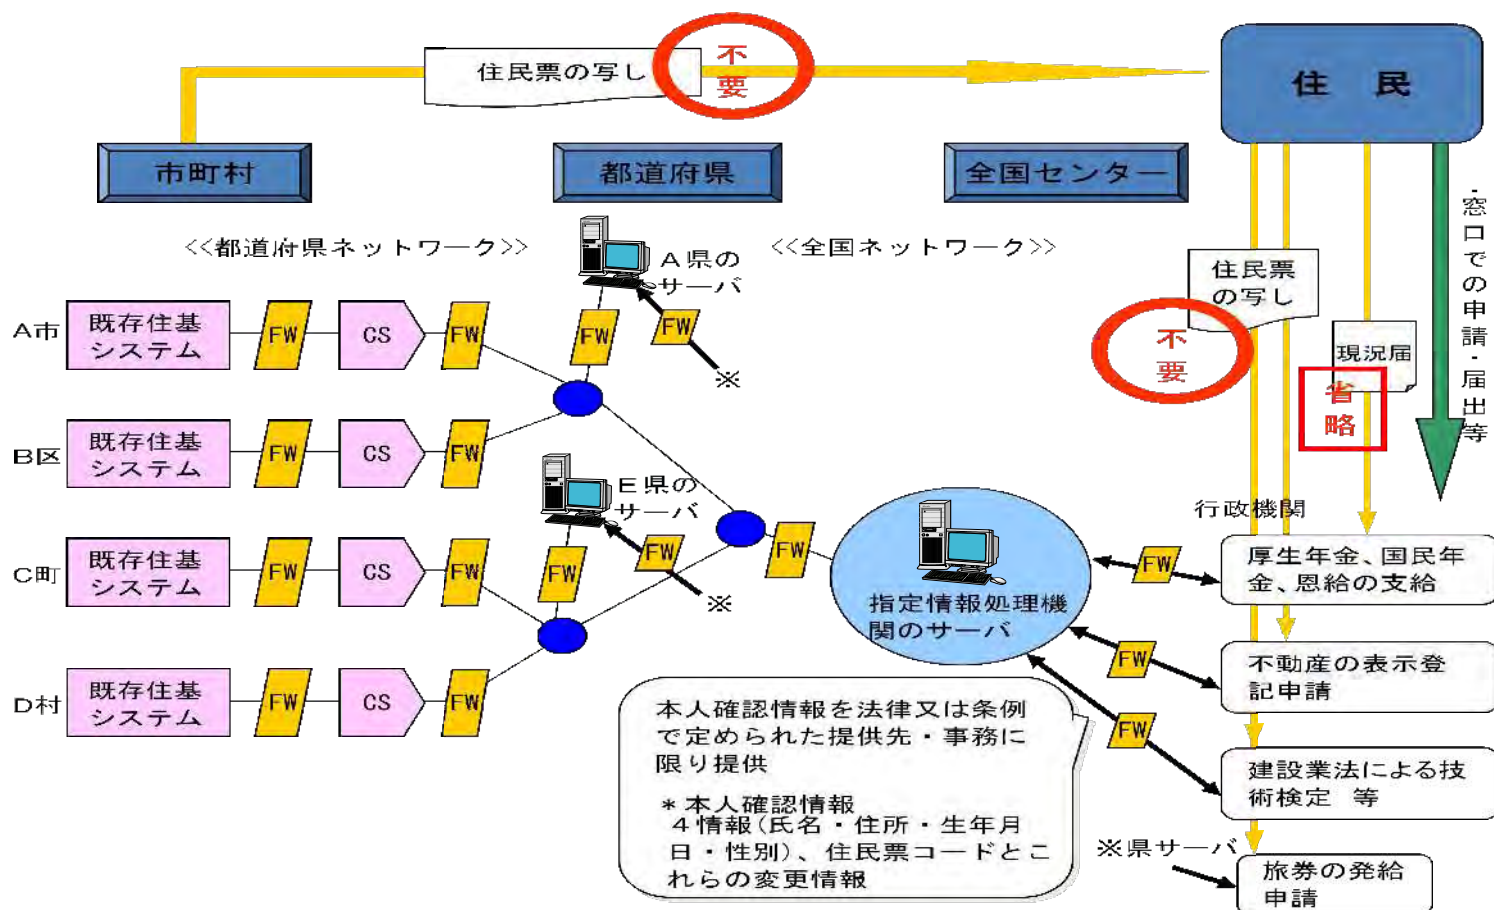 住民票の写し
不
要
住 民
市町村
都道府県
全国センター
<<都道府県ネットワーク>>
<<全国ネットワーク>>
・窓口での申請・届出等
A県の
サーバ
住民票
の写し
不
要
現況届
省
略
A市
既存住基
システム
FW
CS
FW
FW
FW
※
B区
既存住基
システム
FW
CS
FW
E県の
サーバ
FW
FW
※
C町
既存住基
システム
FW
CS
FW
D村
既存住基
システム
FW
CS
FW
FW
指定情報処理機
関のサーバ
行政機関
FW
厚生年金、国民年
金、恩給の支給
FW
不動産の表示登
記申請
FW
建設業法による技
術検定 等
※県サーバ
旅券の発給
申請
本人確認情報を法律又は条例
で定められた提供先・事務に
限り提供
*本人確認情報
4情報(氏名・住所・生年月
日・性別)、住民票コードとこ
れらの変更情報